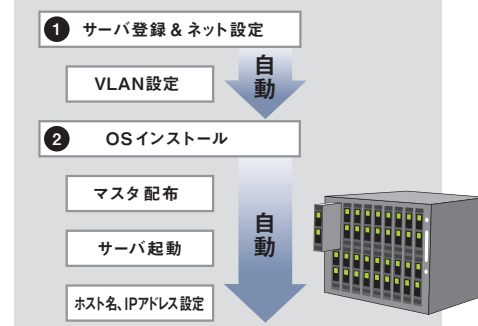 1 サーバ登録&ネット設定
自動
VLAN設定
2 OSインストール
マスタ配布
自動
サーバ起動
ホスト名、IPアドレス設定